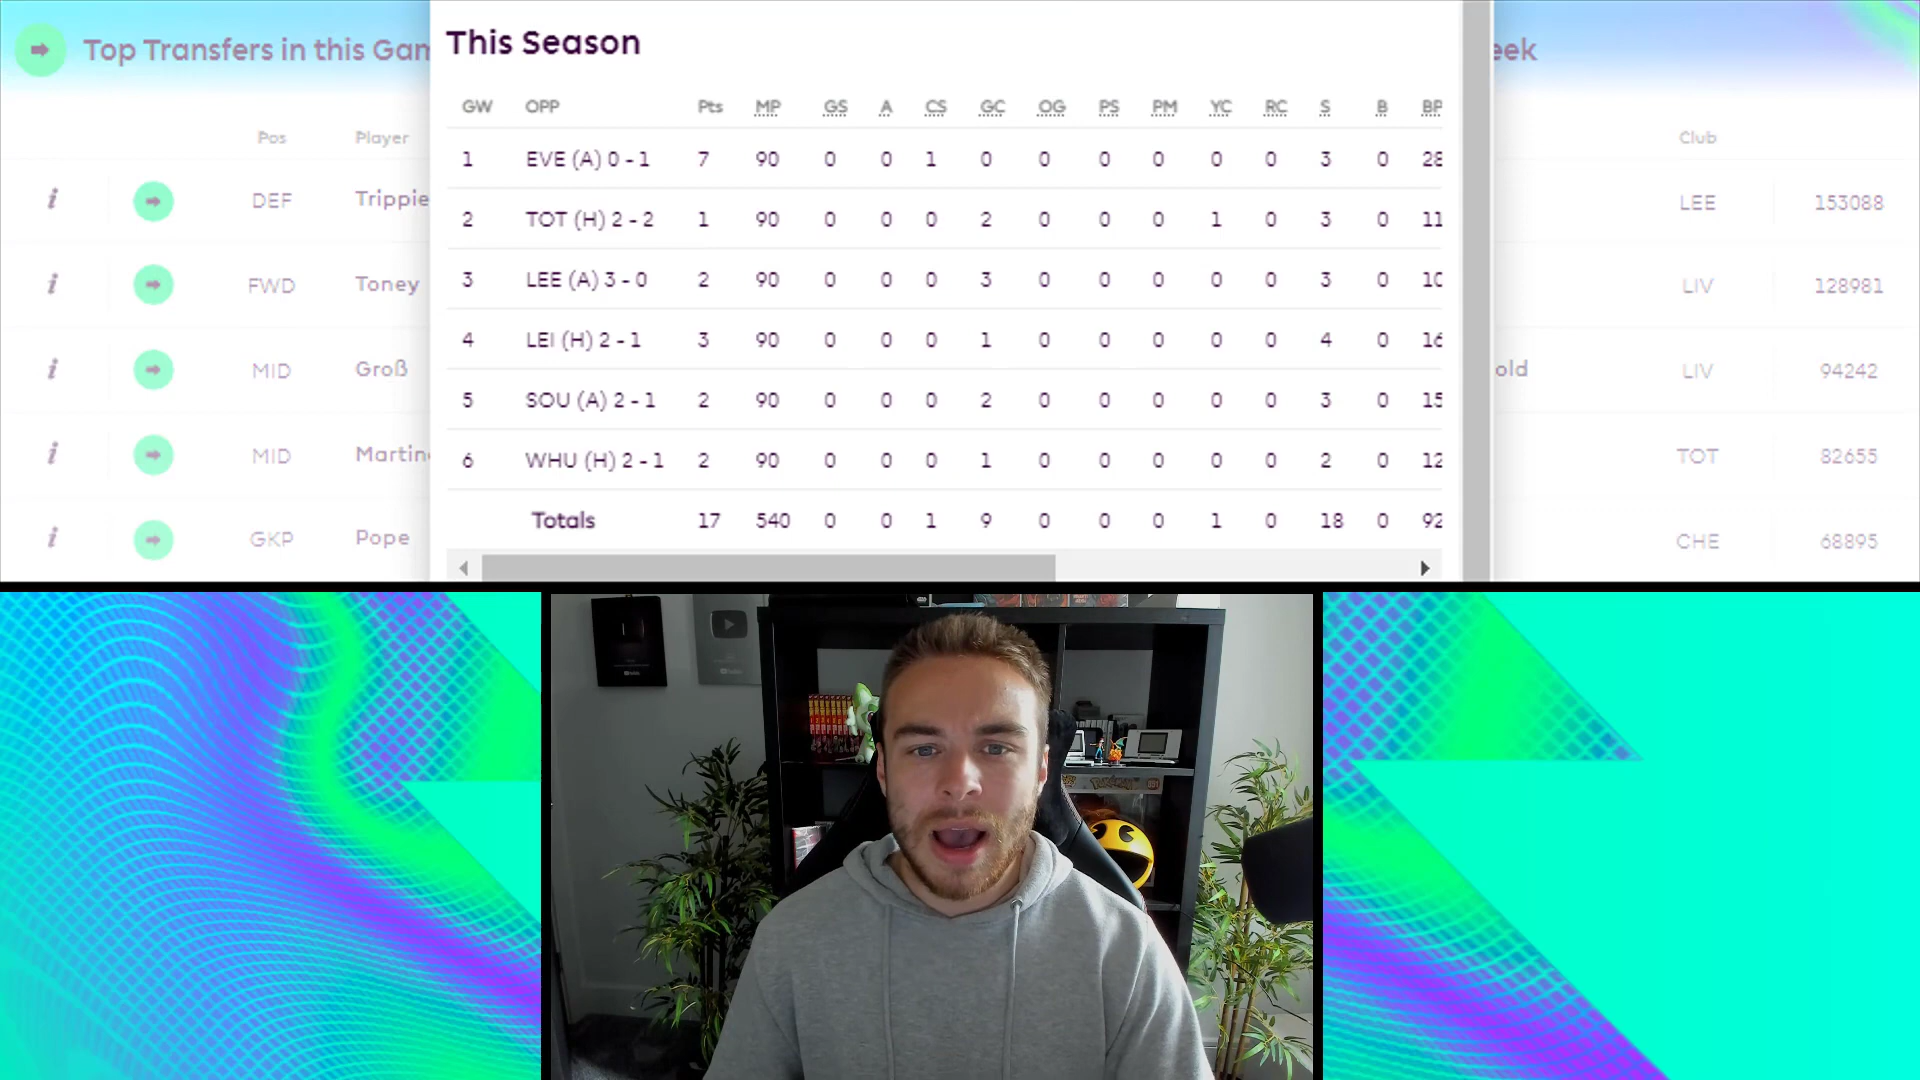 Top Transfers in this Gam
This Season
eek
GW OPP Pts MP GS A CS GC OG PS PM YC RC S B BP
Pos Player
Club
1 EVE (A) 0 - 1 7 90 0 0 1 0 0 0 0 0 0 3 0 28
i DEF Trippie
LEE 153088
2 TOT (H) 2 - 2 1 90 0 0 0 2 0 0 0 1 0 3 0 11
i FWD Toney
3 LEE (A) 3 - 0 2 90 0 0 0 3 0 0 0 0 0 3 0 10
LIV 128981
4 LEI (H) 2 - 1 3 90 0 0 0 1 0 0 0 0 0 4 0 16
i MID Groß
old LIV 94242
5 SOU (A) 2 - 1 2 90 0 0 0 2 0 0 0 0 0 3 0 15
i MID Martin
6 WHU (H) 2 - 1 2 90 0 0 0 1 0 0 0 0 0 2 0 12
TOT 82655
Totals 17 540 0 0 1 9 0 0 0 1 0 18 0 92
i GKP Pope
CHE 68895